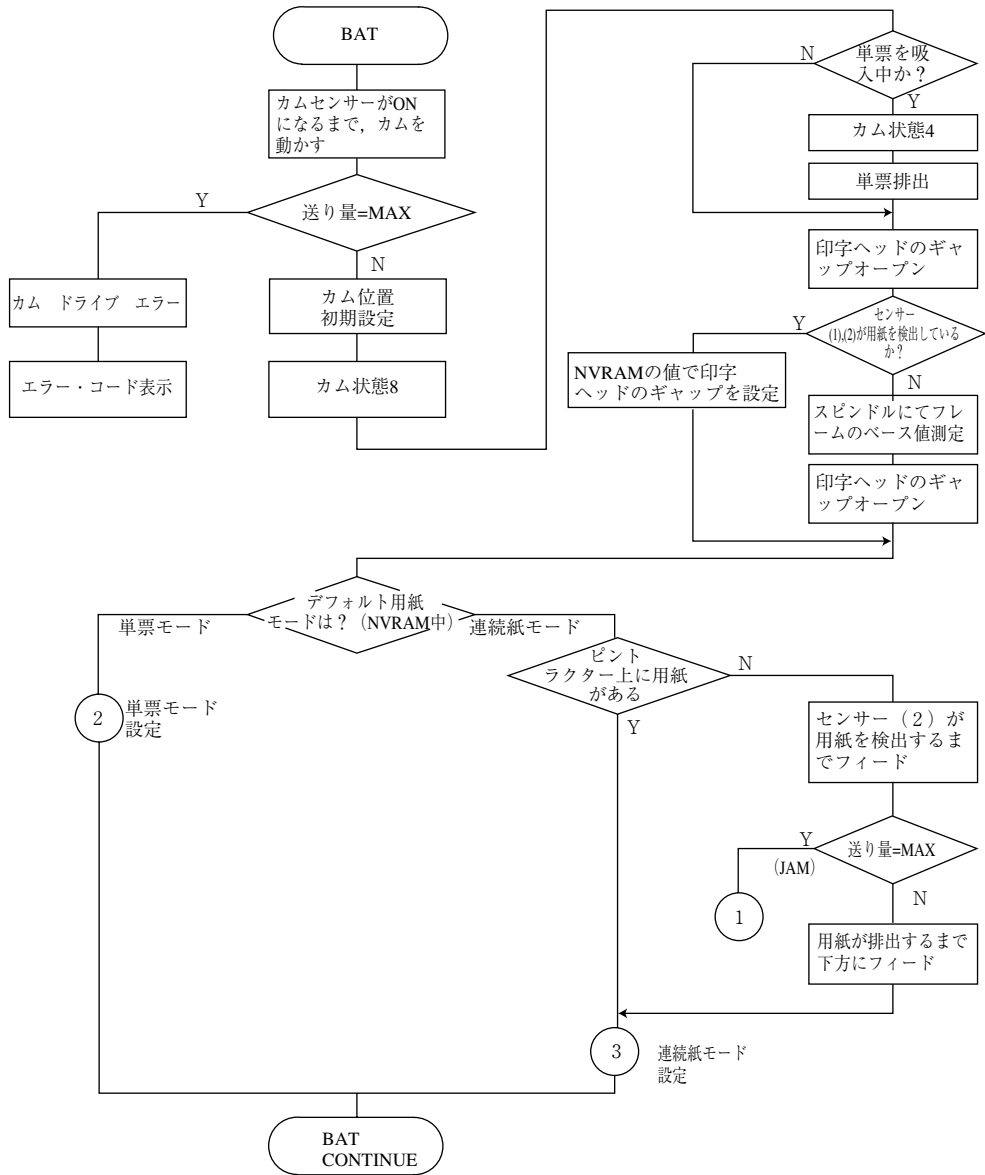 BAT
カムセンサーがON
になるまで，カムを
動かす
送り量=MAX
Y
N
カム　ドライブ　エラー
エラー・コード表示
カム位置
初期設定
カム状態8
単票を吸
入中か？
N
Y
カム状態4
単票排出
印字ヘッドのギャ
ップオープン
センサー
(1),(2)が用紙を検出している
か？
Y
N
NVRAMの値で印字
ヘッドのギャップを設定
スピンドルにてフレ
ームのベース値測定
印字ヘッドのギャ
ップオープン
デフォルト用紙
モードは？（NVRAM中）
単票モード
連続紙モード
2
単票モード
設定
ピント
ラクター上に用紙
がある
N
Y
センサー（２）が
用紙を検出するま
でフィード
送り量=MAX
Y
(JAM)
N
1
用紙が排出するまで
下方にフィード
3
連続紙モード
設定
BAT
CONTINUE